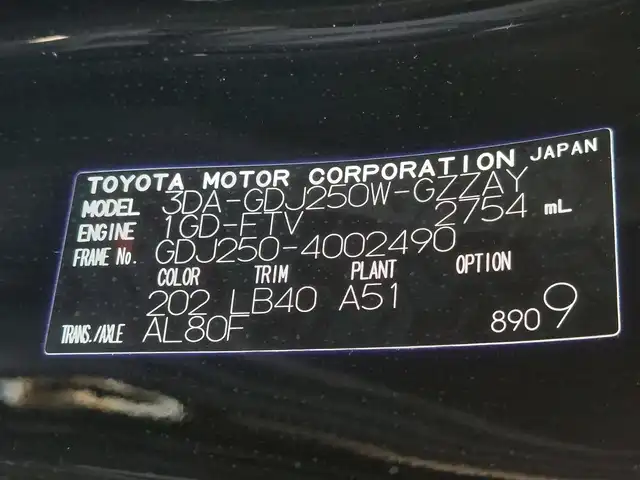 TOYOTA MOTOR CORPORATION JAPAN
MODEL 3DA-GDJ250W-GZZAY
ENGINE 1GD-FTV 2754 mL
FRAME No. GDJ250-4002490
COLOR TRIM PLANT OPTION
202 LB40 A51
TRANS./AXLE AL80F 8909